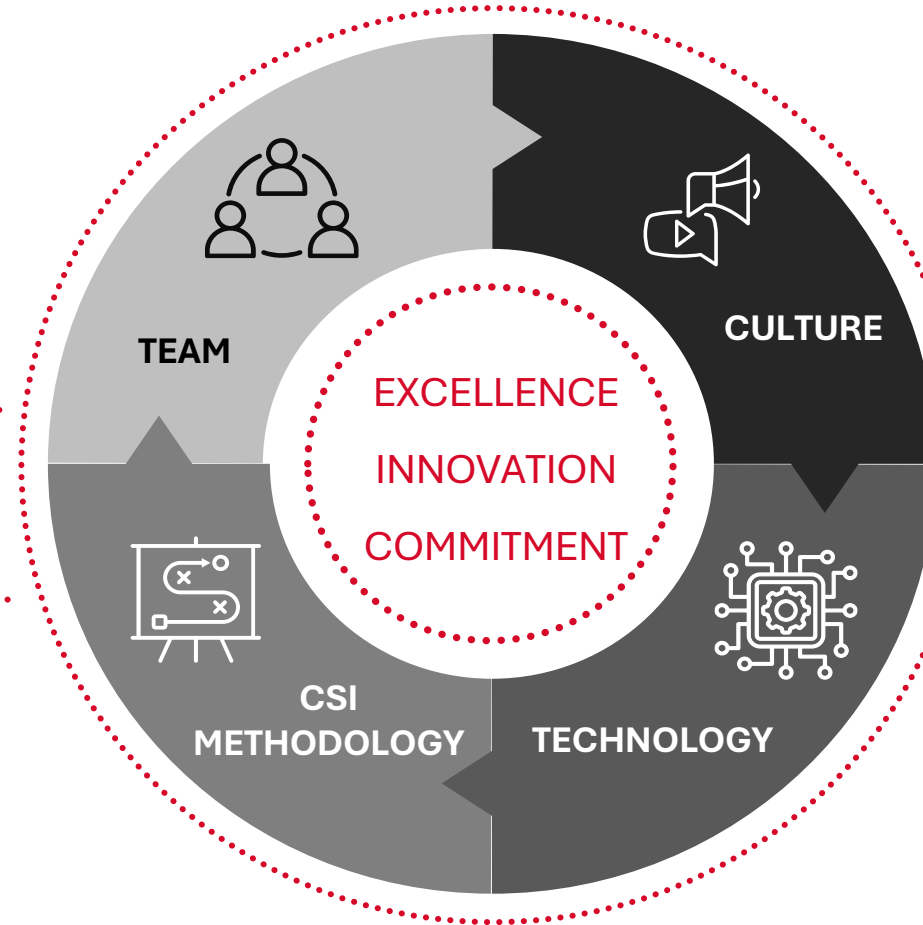 CULTURE
TEAM
EXCELLENCE
INNOVATION
COMMITMENT
CSI
METHODOLOGY
TECHNOLOGY